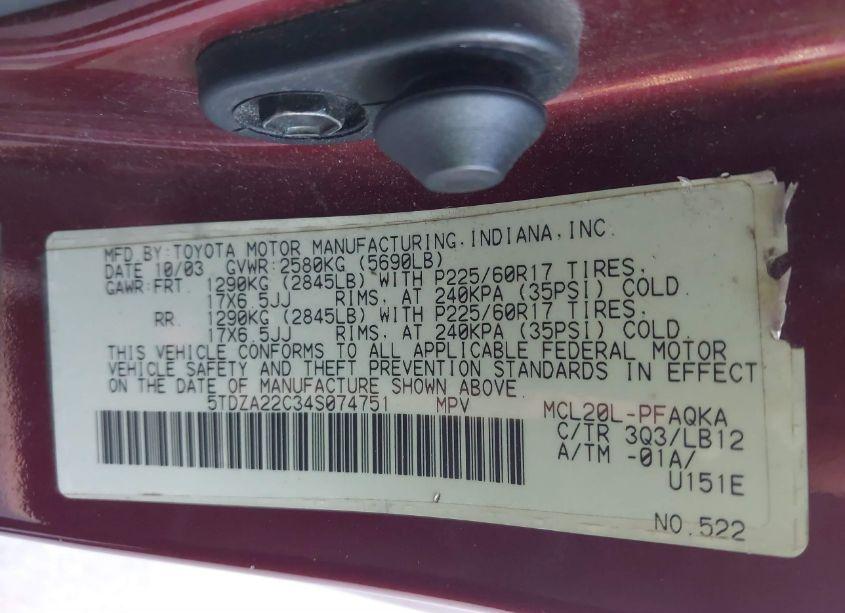 MFD.BY:TOYOTA MOTOR MANUFACTURING.INDIANA,INC.
DATE 10/03 GVWR:2580KG (5690LB)
GAWR:FRT. 1290KG (2845LB) WITH P225/60R17 TIRES,
17X6.5JJ RIMS, AT 240KPA (35PSI) COLD.
RR. 1290KG (2845LB) WITH P225/60R17 TIRES,
17X6.5JJ RIMS, AT 240KPA (35PSI) COLD.
THIS VEHICLE CONFORMS TO ALL APPLICABLE FEDERAL MOTOR
VEHICLE SAFETY AND THEFT PREVENTION STANDARDS IN EFFECT
ON THE DATE OF MANUFACTURE SHOWN ABOVE.
5TDZA22C34S074751 MPV MCL20L-PFAQKA
C/TR 3Q3/LB12
A/TM -01A/
U151E
NO.522